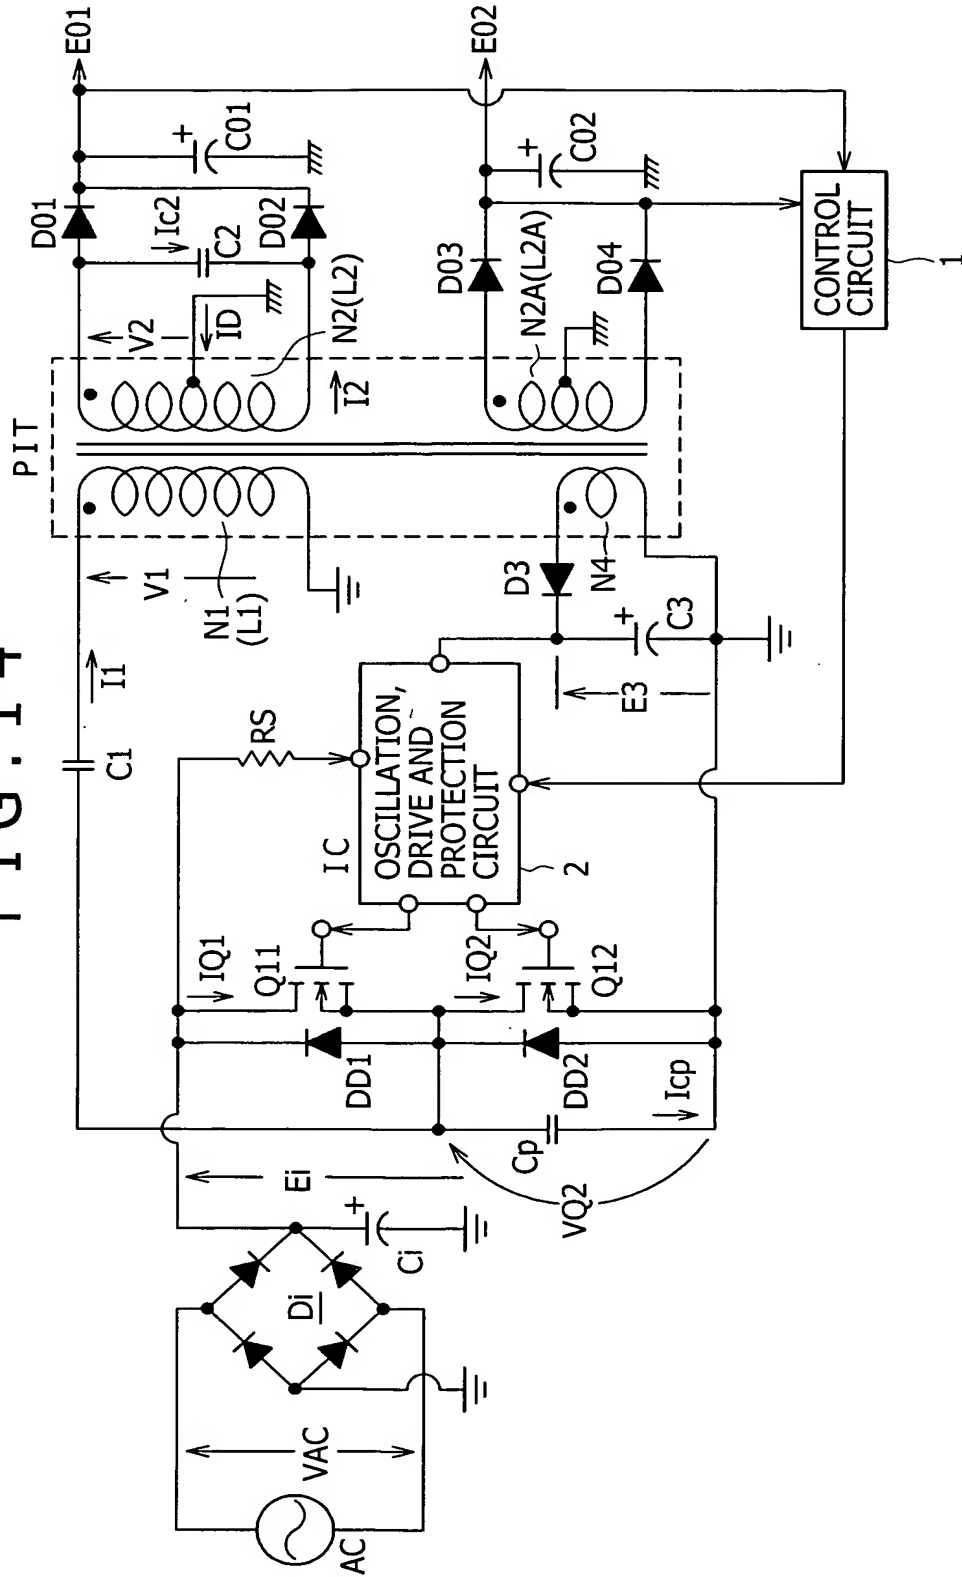 FIG.14
AC
VAC
Di
Ci
+
Ei
VQ2
Cp
Icp
DD1
DD2
IQ1
Q11
IQ2
Q12
IC
OSCILLATION,
DRIVE AND
PROTECTION
CIRCUIT
2
RS
C1
I1
V1
N1
(L1)
D3
N4
+
C3
E3
PIT
V2
ID
N2(L2)
I2
D01
Ic2
C2
D02
+
C01
E01
D03
N2A(L2A)
D04
+
C02
E02
CONTROL
CIRCUIT
1